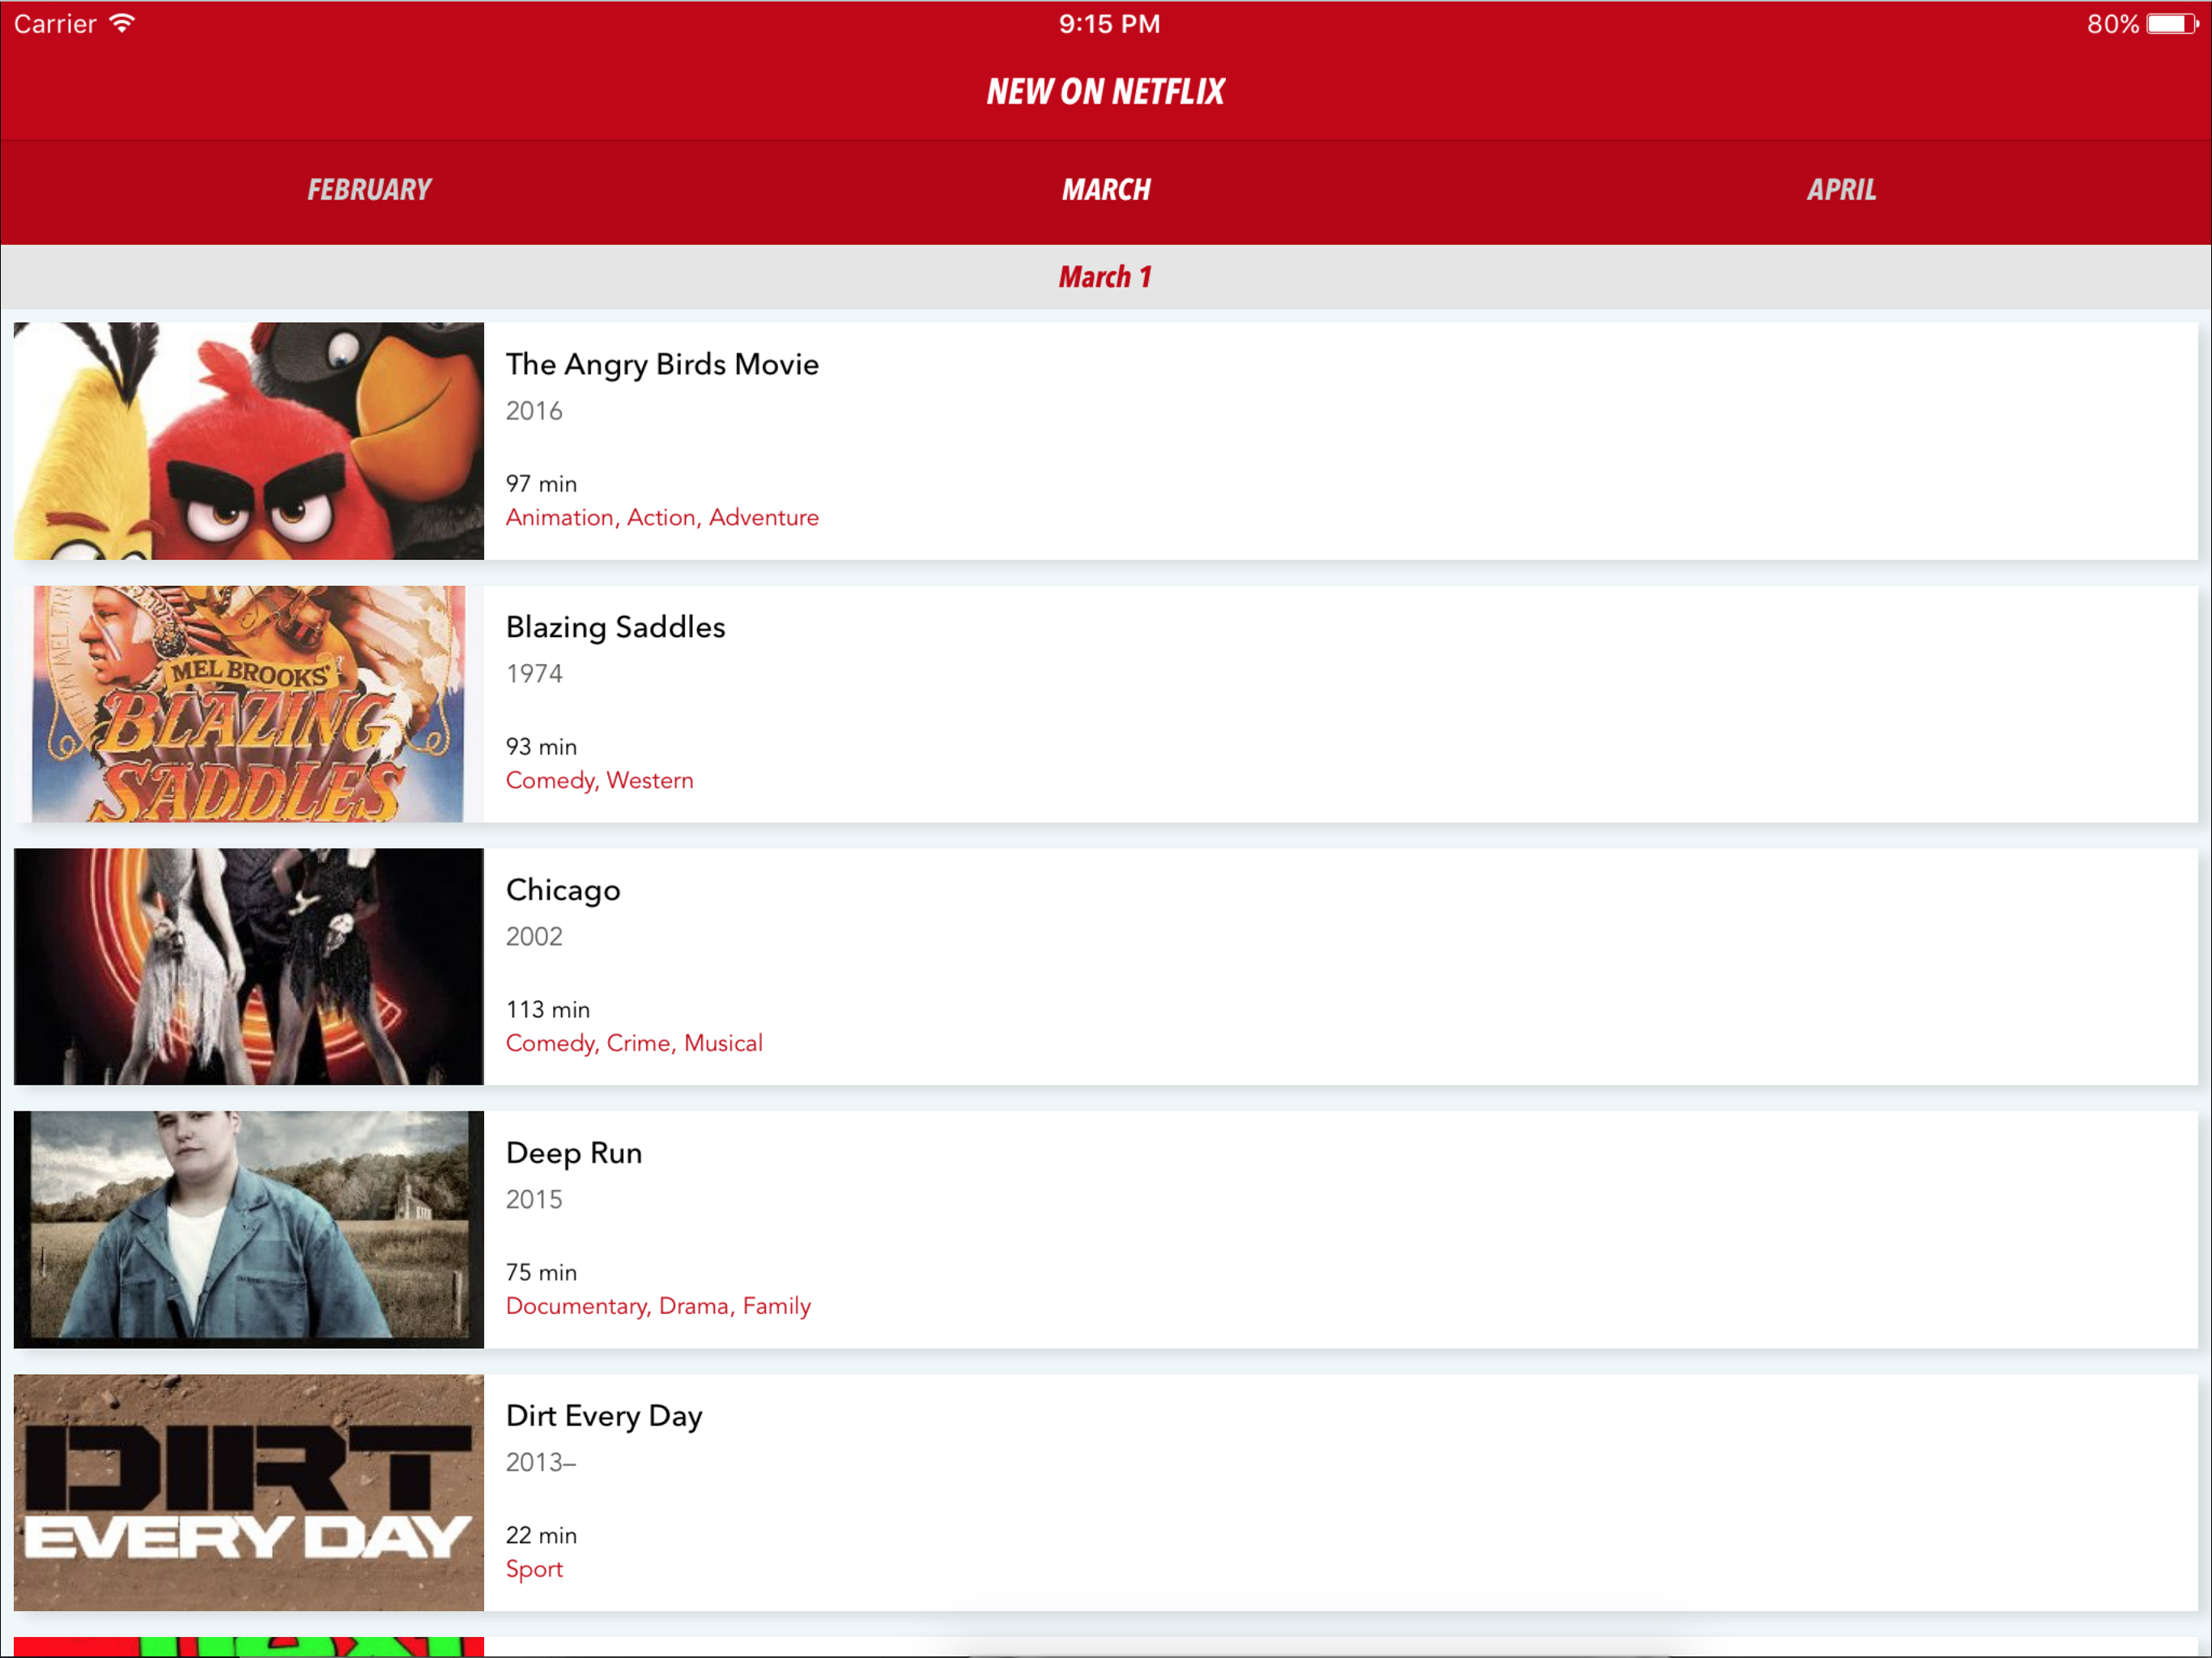 Carrier 9:15 PM 80%
NEW ON NETFLIX
FEBRUARY MARCH APRIL
March 1
The Angry Birds Movie
2016
97 min
Animation, Action, Adventure
MEL BROOKS'
BLAZING
SADDLES
Blazing Saddles
1974
93 min
Comedy, Western
Chicago
2002
113 min
Comedy, Crime, Musical
Deep Run
2015
75 min
Documentary, Drama, Family
DIRT
EVERY DAY
Dirt Every Day
2013–
22 min
Sport